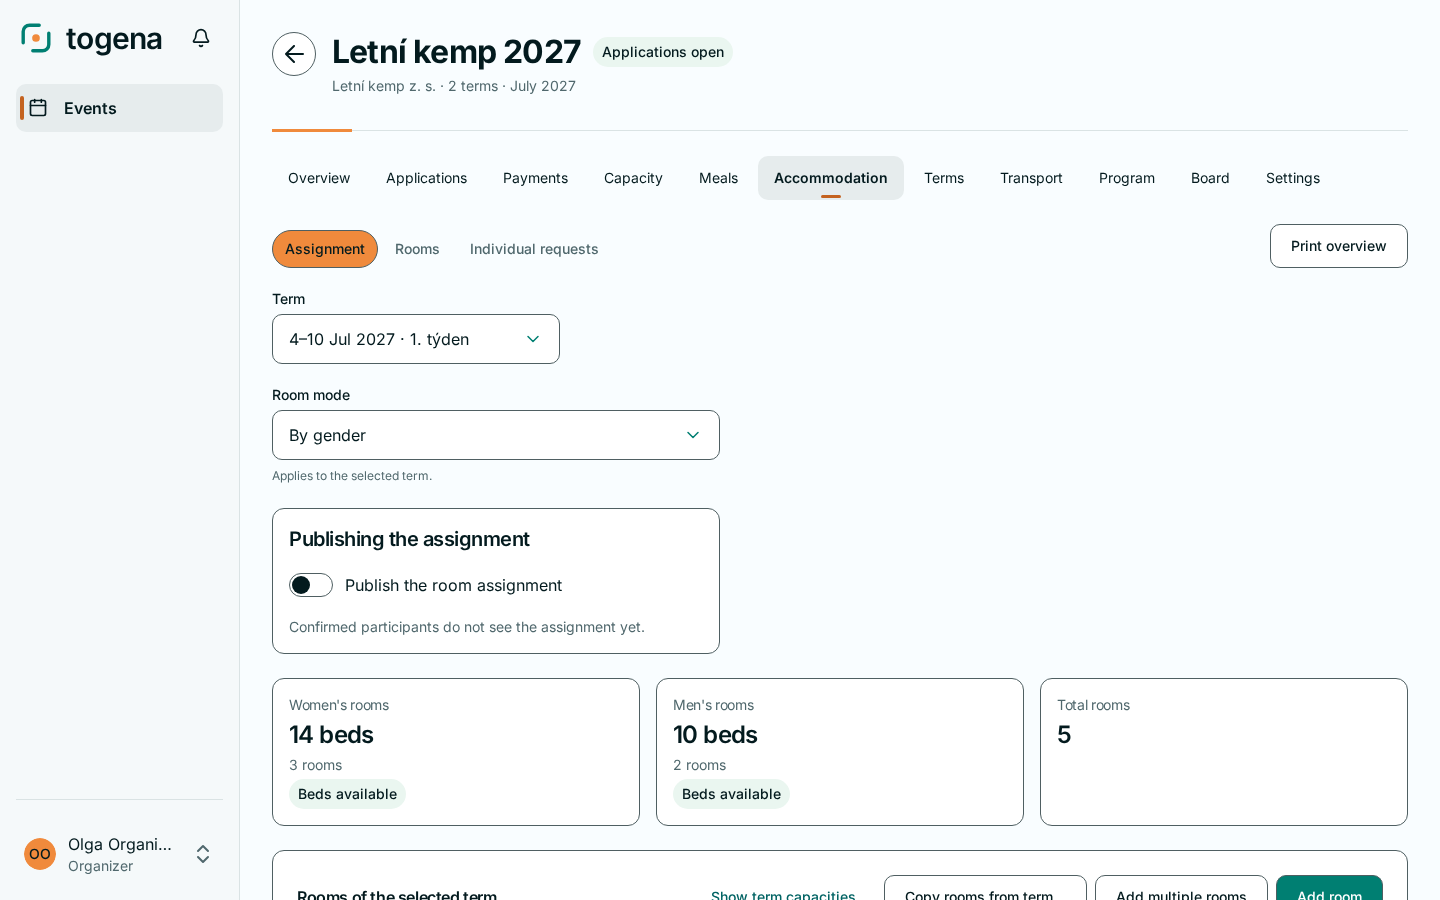 togena
Events
OO
Olga Organi...
Organizer
Letní kemp 2027
Applications open
Letní kemp z. s. · 2 terms · July 2027
Overview
Applications
Payments
Capacity
Meals
Accommodation
Terms
Transport
Program
Board
Settings
Assignment
Rooms
Individual requests
Print overview
Term
4–10 Jul 2027 · 1. týden
Room mode
By gender
Applies to the selected term.
Publishing the assignment
Publish the room assignment
Confirmed participants do not see the assignment yet.
Women's rooms
14 beds
3 rooms
Beds available
Men's rooms
10 beds
2 rooms
Beds available
Total rooms
5
Rooms of the selected term
Show term capacities
Copy rooms from term…
Add multiple rooms
Add room